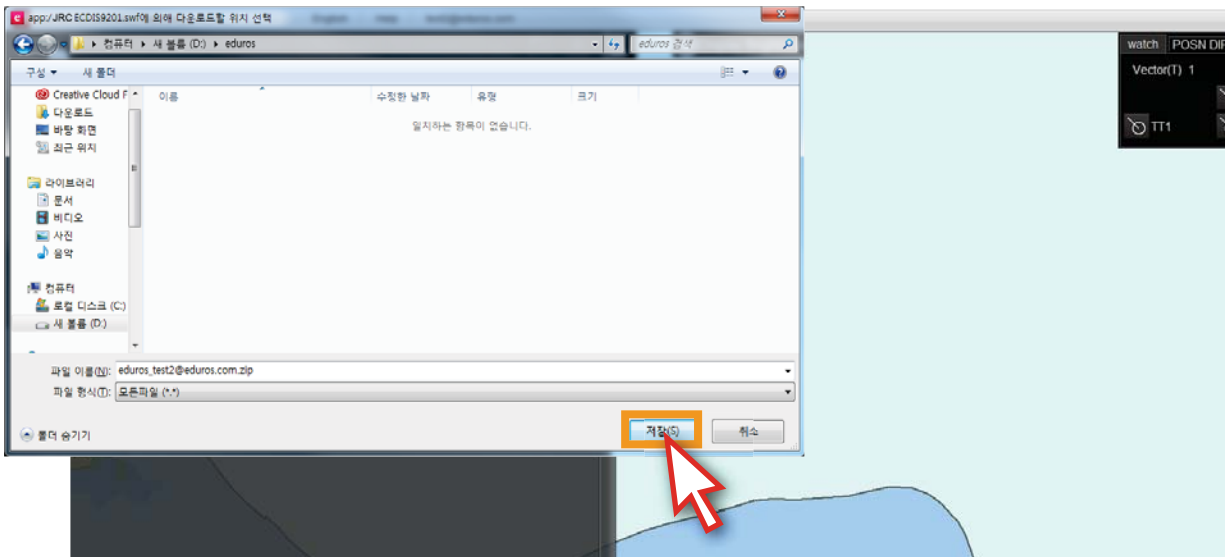 app:/JRC ECDIS9201.swf에 의해 다운로드할 위치 선택
컴퓨터 ▸ 새 볼륨 (D:) ▸ eduros
eduros 검색
구성 새 폴더
Creative Cloud F
다운로드
바탕 화면
최근 위치
라이브러리
문서
비디오
사진
음악
컴퓨터
로컬 디스크 (C:)
새 볼륨 (D:)
이름 수정한 날짜 유형 크기
일치하는 항목이 없습니다.
파일 이름(N): eduros_test2@eduros.com.zip
파일 형식(T): 모든파일 (*.*)
폴더 숨기기
저장(S) 취소
watch POSN DIF
Vector(T) 1
TT1